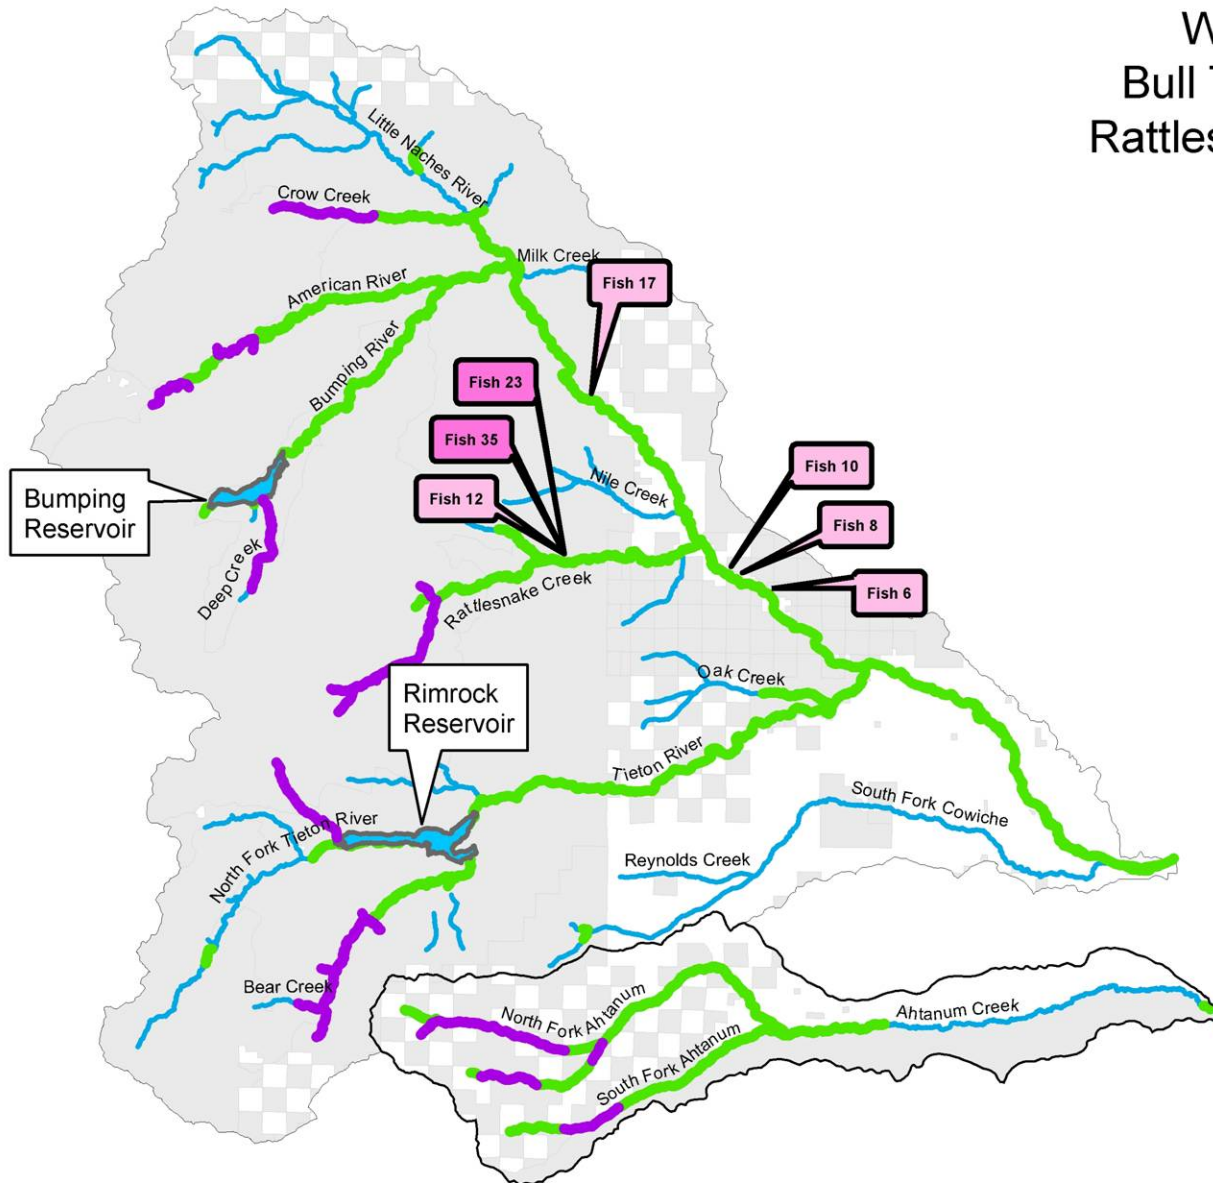 W
Bull T
Rattles
Little Naches River
Crow Creek
Milk Creek
Fish 17
American River
Bumping River
Fish 23
Fish 35
Fish 12
Nile Creek
Fish 10
Fish 8
Fish 6
Bumping
Reservoir
Deep Creek
Rattlesnake Creek
Rimrock
Reservoir
Oak Creek
Tieton River
South Fork Cowiche
North Fork Tieton River
Reynolds Creek
Bear Creek
North Fork Ahtanum
South Fork Ahtanum
Ahtanum Creek